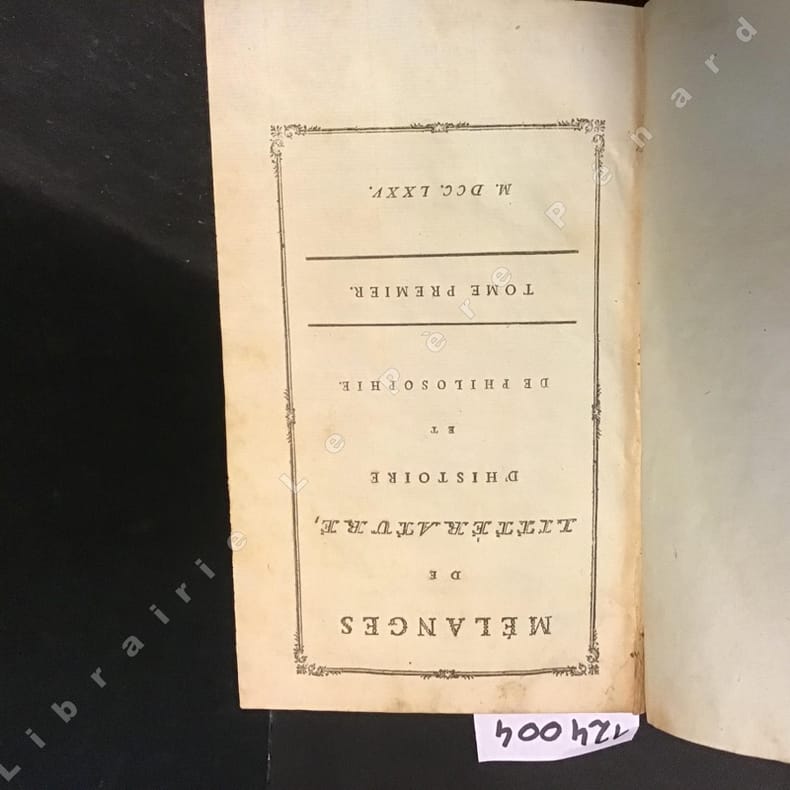 MÉLANGES
DE
LITTÉRATURE,
D'HISTOIRE
ET
DE PHILOSOPHIE.
TOME PREMIER.
M. DCC. LXXV.
124004
Librairie Le Père Pénard